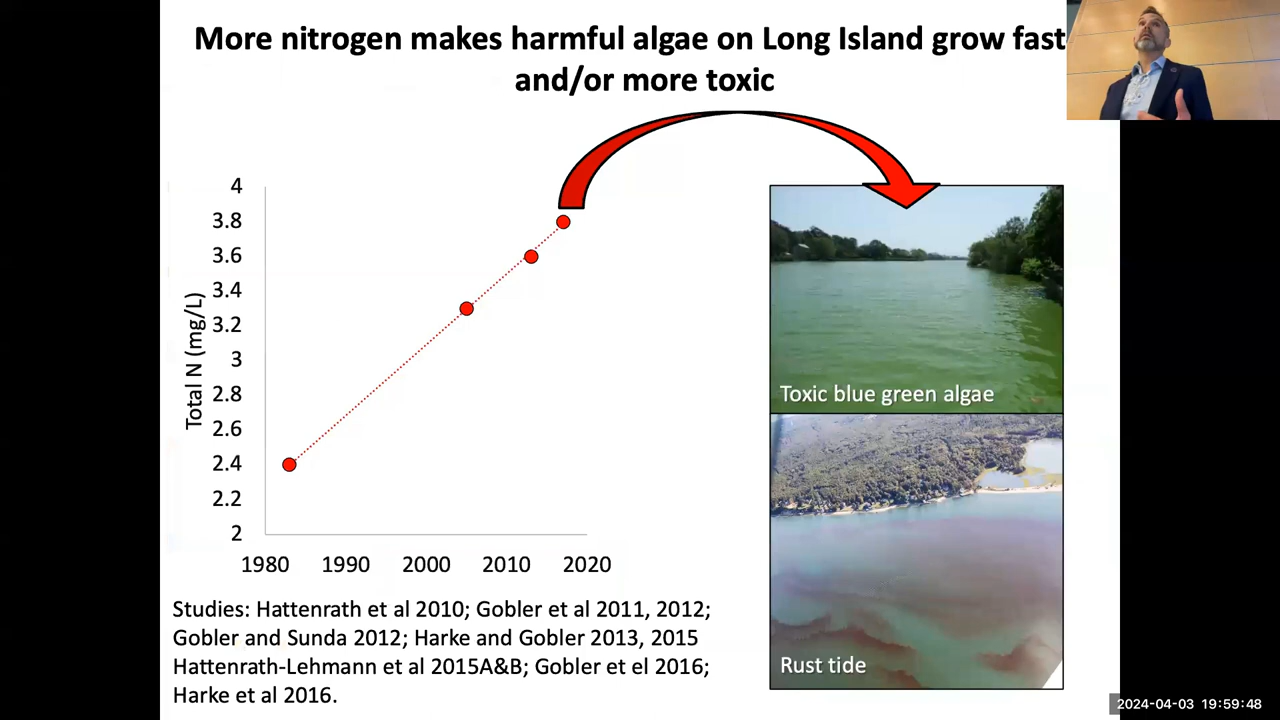 More nitrogen makes harmful algae on Long Island grow fast
and/or more toxic
4
3.8
3.6
3.4
3.2
3
2.8
2.6
2.4
2.2
2
Total N (mg/L)
1980 1990 2000 2010 2020
Toxic blue green algae
Rust tide
Studies: Hattenrath et al 2010; Gobler et al 2011, 2012;
Gobler and Sunda 2012; Harke and Gobler 2013, 2015
Hattenrath-Lehmann et al 2015A&B; Gobler et el 2016;
Harke et al 2016.
2024-04-03 19:59:48